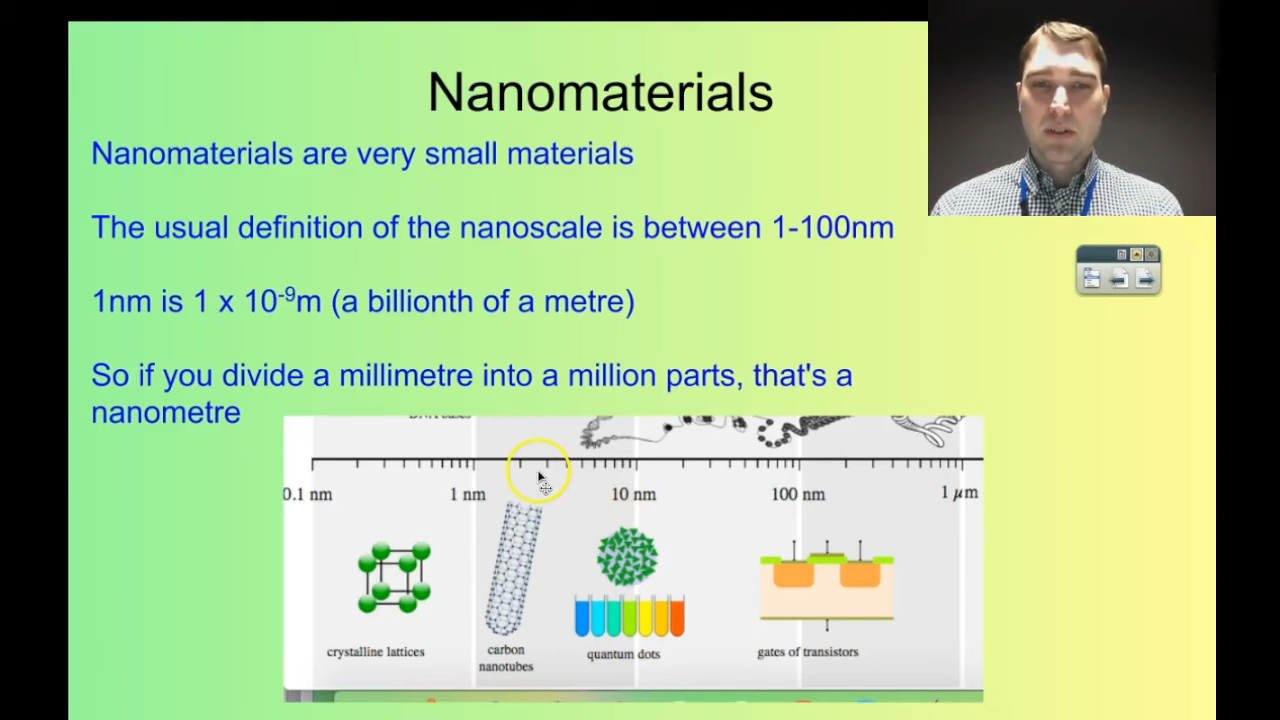 Nanomaterials
Nanomaterials are very small materials
The usual definition of the nanoscale is between 1-100nm
1nm is 1 x 10⁻⁹m (a billionth of a metre)
So if you divide a millimetre into a million parts, that's a
nanometre
0.1 nm 1 nm 10 nm 100 nm 1 μm
crystalline lattices
carbon
nanotubes
quantum dots
gates of transistors